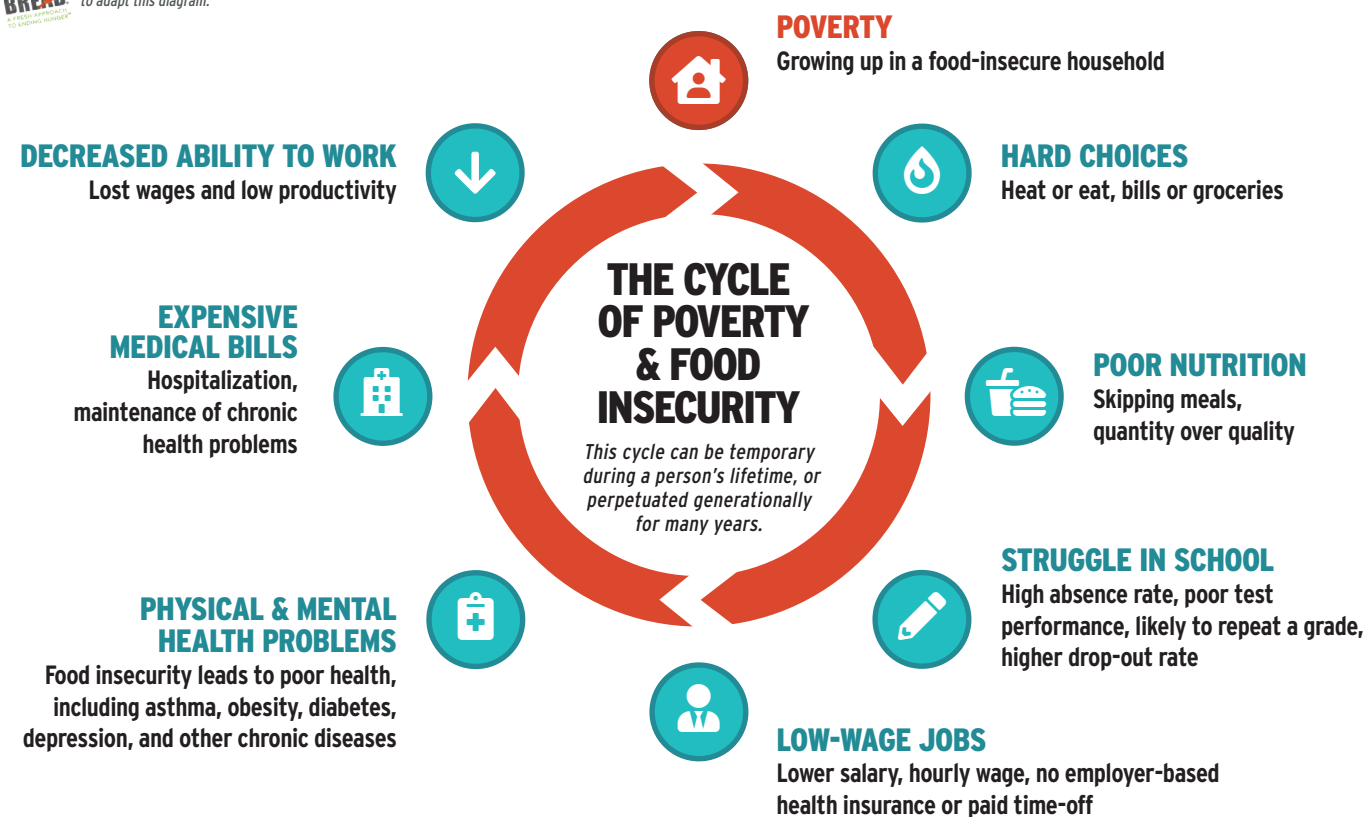 BREAD.
A FRESH APPROACH
TO ENDING HUNGER™
to adapt this diagram.
POVERTY
Growing up in a food-insecure household
HARD CHOICES
Heat or eat, bills or groceries
POOR NUTRITION
Skipping meals,
quantity over quality
STRUGGLE IN SCHOOL
High absence rate, poor test
performance, likely to repeat a grade,
higher drop-out rate
LOW-WAGE JOBS
Lower salary, hourly wage, no employer-based
health insurance or paid time-off
PHYSICAL & MENTAL
HEALTH PROBLEMS
Food insecurity leads to poor health,
including asthma, obesity, diabetes,
depression, and other chronic diseases
EXPENSIVE
MEDICAL BILLS
Hospitalization,
maintenance of chronic
health problems
DECREASED ABILITY TO WORK
Lost wages and low productivity
THE CYCLE
OF POVERTY
& FOOD
INSECURITY
This cycle can be temporary
during a person's lifetime, or
perpetuated generationally
for many years.